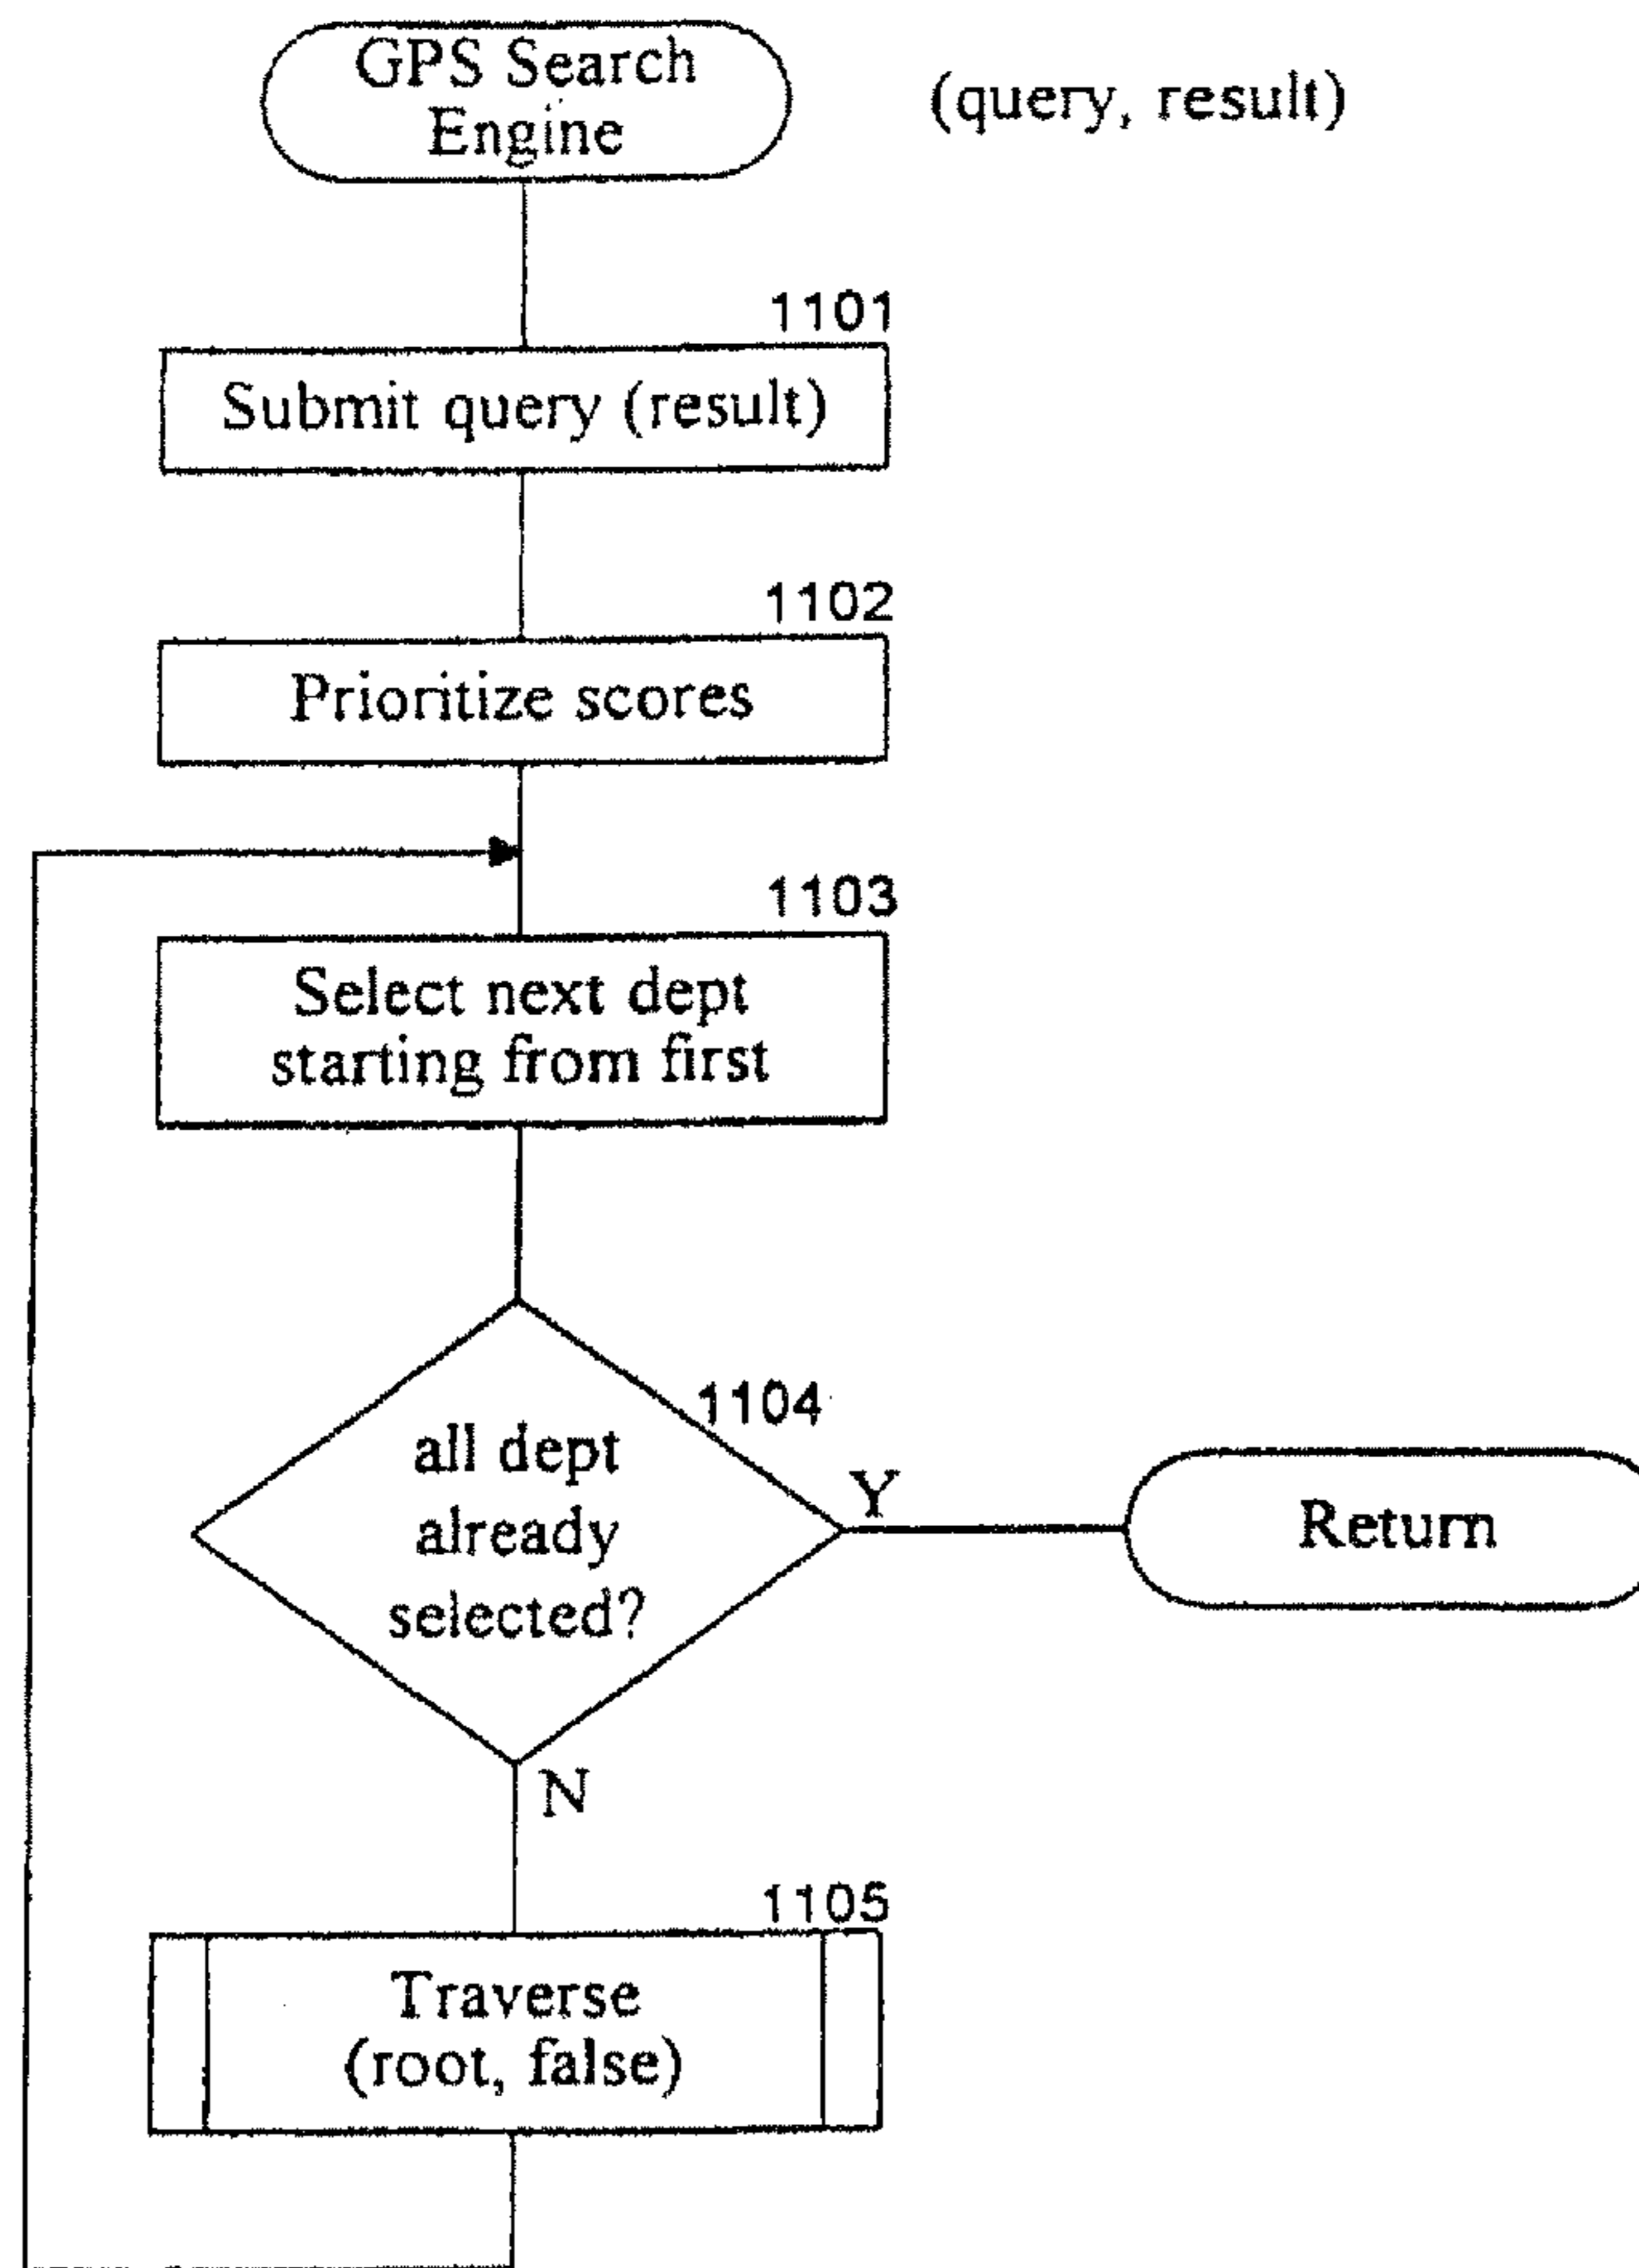 GPS Search
Engine
(query, result)
1101
Submit query (result)
1102
Prioritize scores
1103
Select next dept
starting from first
1104
all dept
already
selected?
Y
Return
N
1105
Traverse
(root, false)